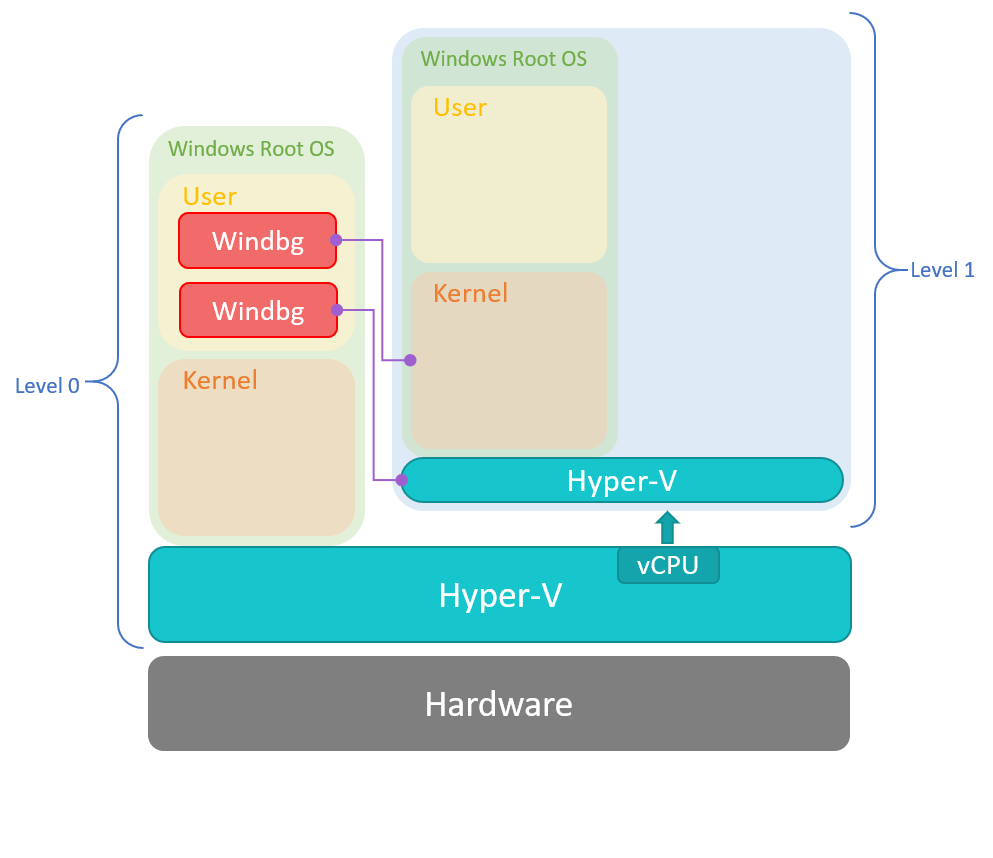 Windows Root OS
User
Kernel
Hyper-V
Level 1
Windows Root OS
User
Windbg
Windbg
Kernel
Level 0
vCPU
Hyper-V
Hardware